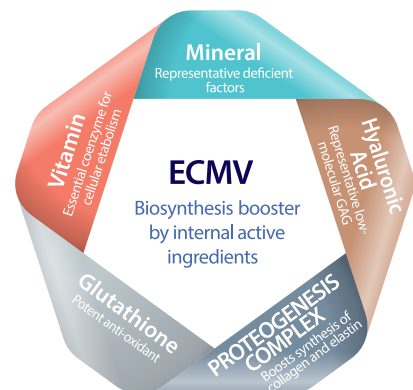 Mineral
Representative deficient
factors
Hyaluronic
Acid
Representative low-
molecular GAG
PROTEOGENESIS
COMPLEX
Boosts synthesis of
collagen and elastin
Glutathione
Potent anti-oxidant
Vitamin
Essential coenzyme for
cellular etabolism
ECMV
Biosynthesis booster
by internal active
ingredients